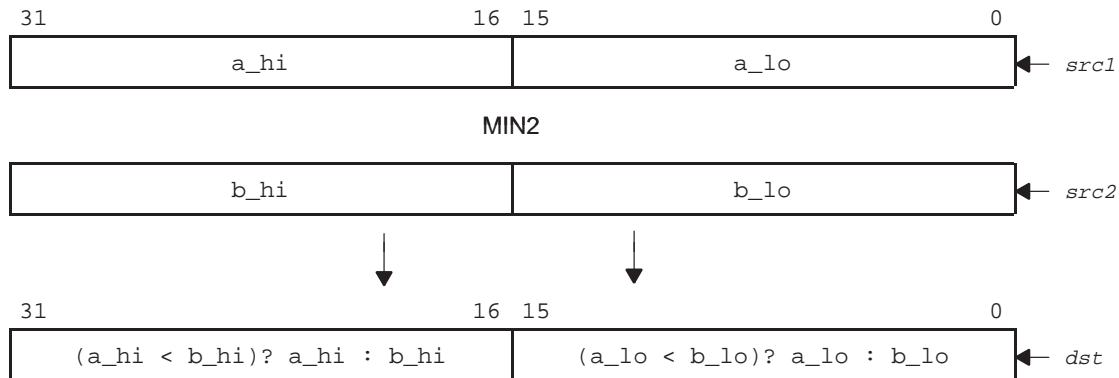 31 16 15 0
a_hi a_lo src1
MIN2
b_hi b_lo src2
31 16 15 0
(a_hi < b_hi)? a_hi : b_hi (a_lo < b_lo)? a_lo : b_lo dst